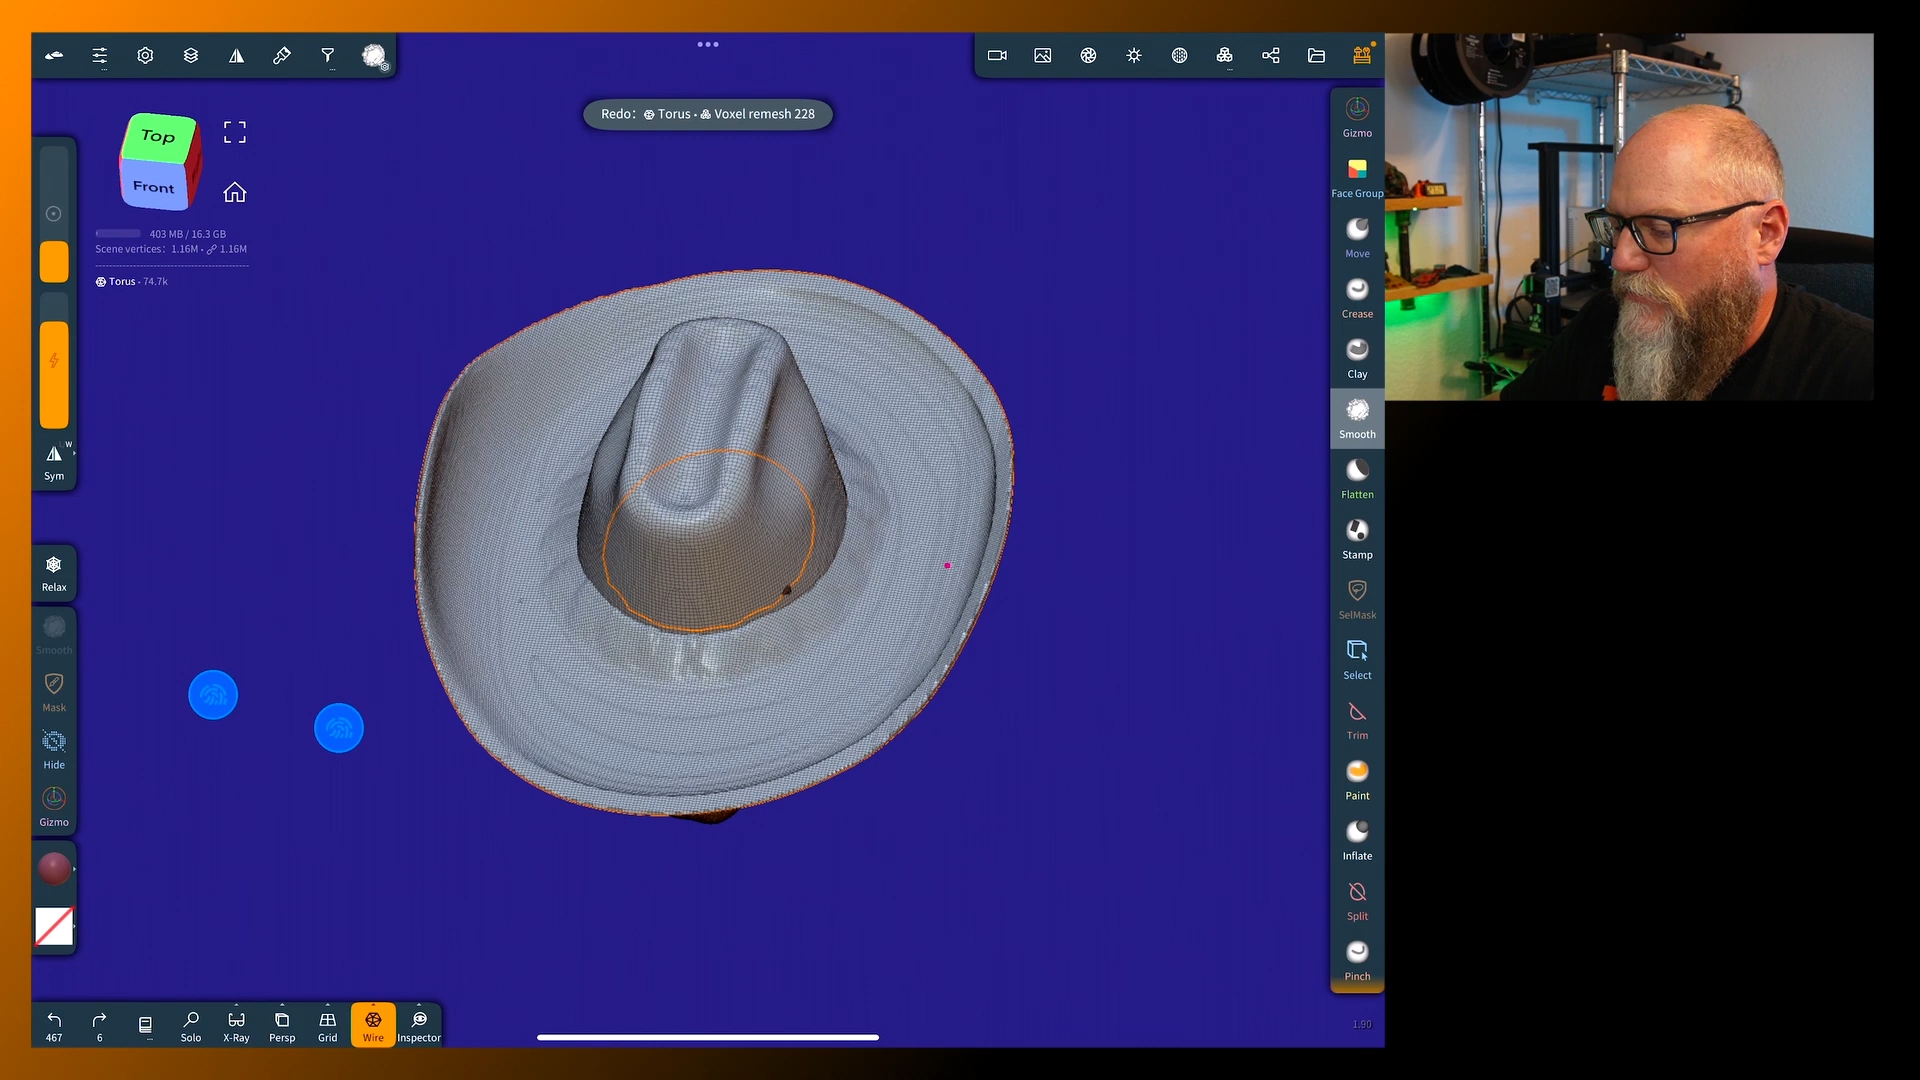 Redo: Torus • Voxel remesh 228
Top
Front
403 MB / 16.3 GB
Scene vertices: 1.16M • 1.16M
Torus • 74.7k
W
Sym
Relax
Smooth
Mask
Hide
Gizmo
Gizmo
Face Group
Move
Crease
Clay
Smooth
Flatten
Stamp
SelMask
Select
Trim
Paint
Inflate
Split
Pinch
1.90
467
6
...
Solo
X-Ray
Persp
Grid
Wire
Inspector